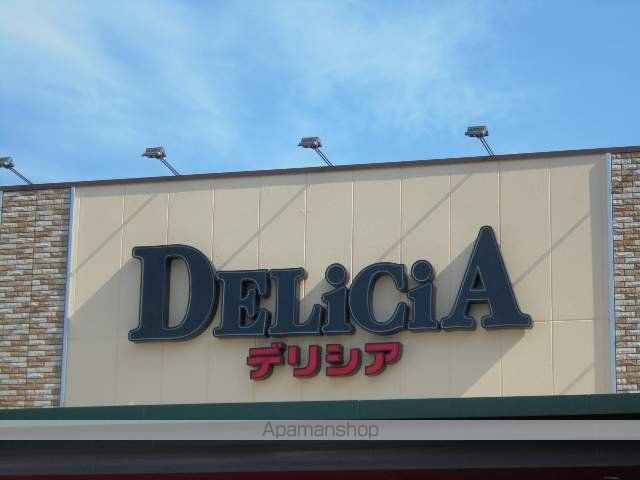 DELiCiA
デリシア
Apamanshop